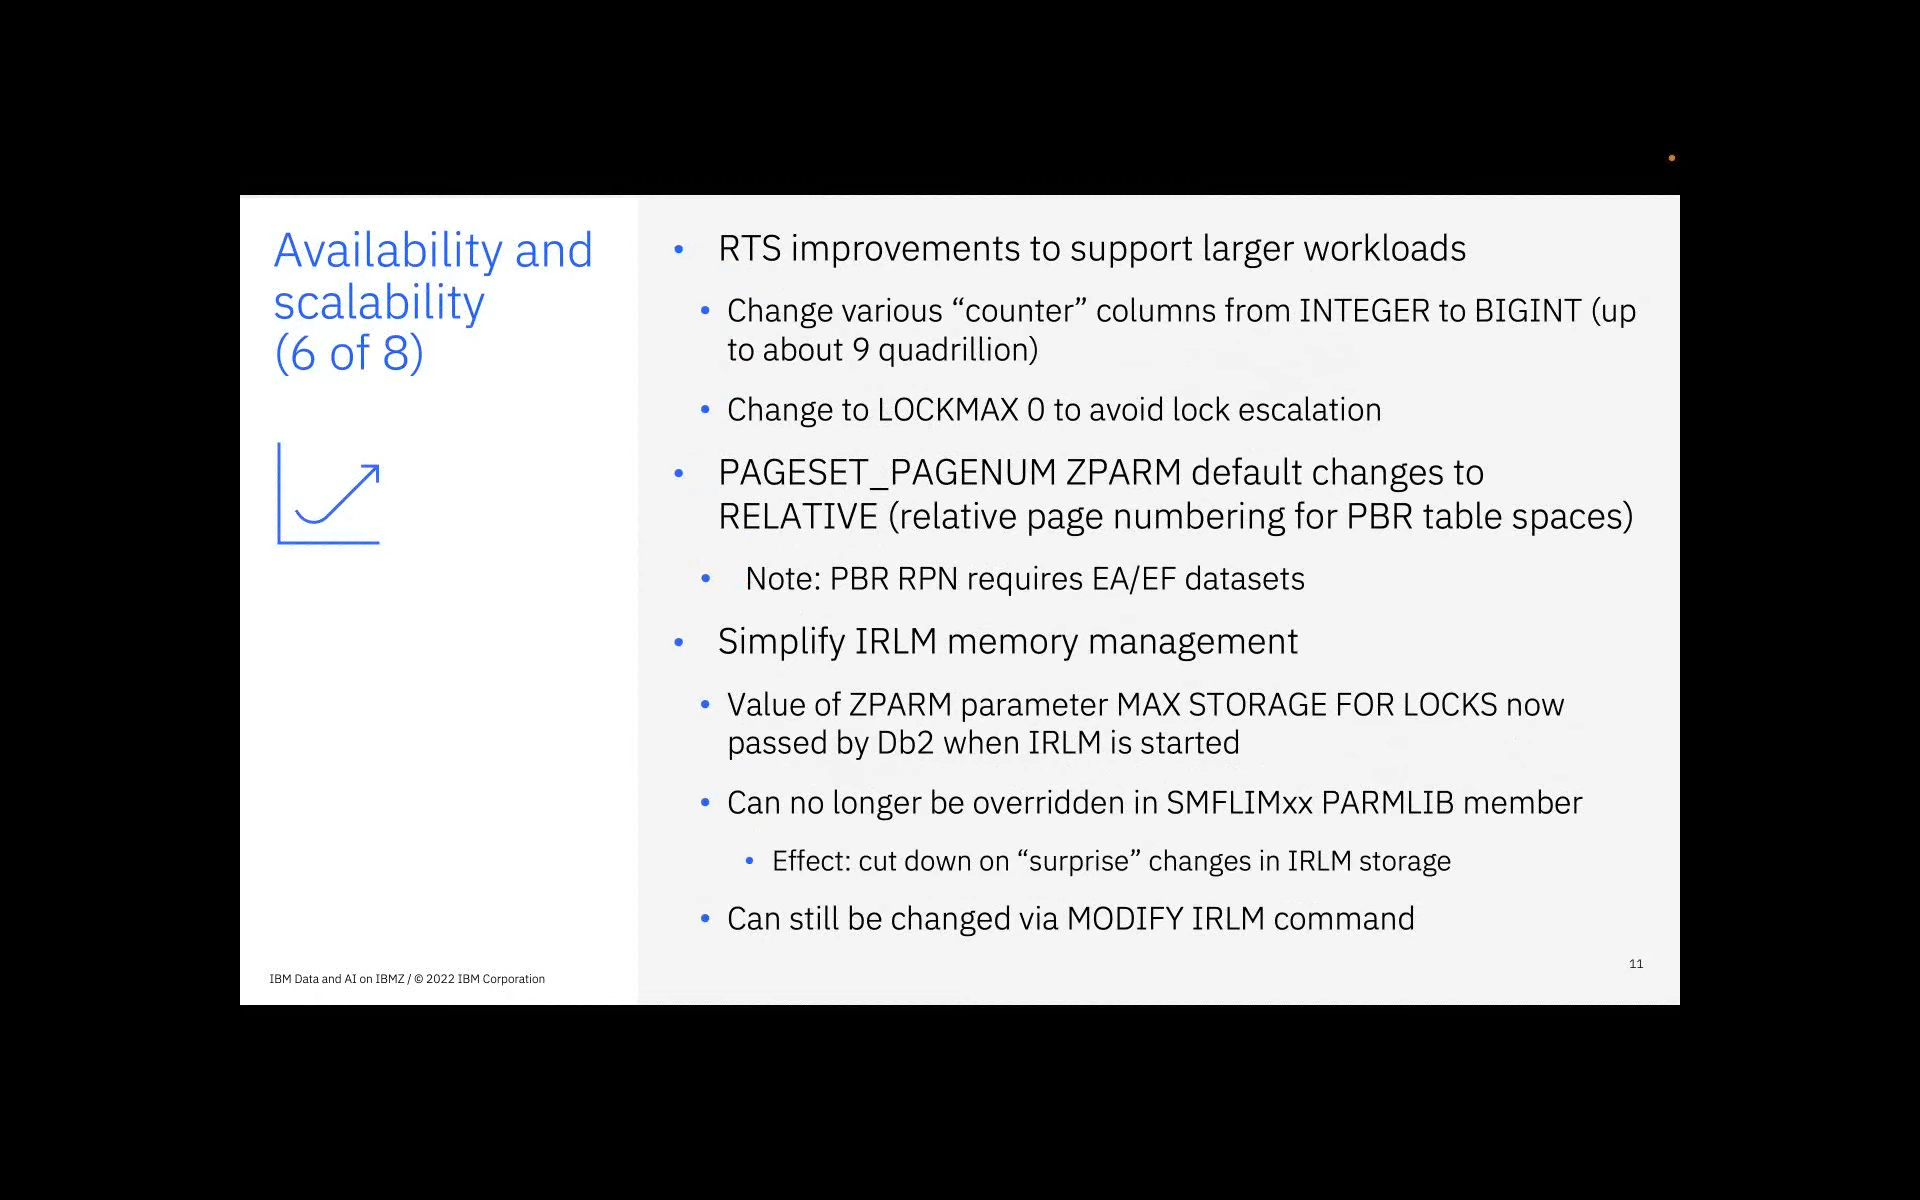 Availability and
scalability
(6 of 8)
• RTS improvements to support larger workloads
• Change various “counter” columns from INTEGER to BIGINT (up
to about 9 quadrillion)
• Change to LOCKMAX 0 to avoid lock escalation
• PAGESET_PAGENUM ZPARM default changes to
RELATIVE (relative page numbering for PBR table spaces)
• Note: PBR RPN requires EA/EF datasets
• Simplify IRLM memory management
• Value of ZPARM parameter MAX STORAGE FOR LOCKS now
passed by Db2 when IRLM is started
• Can no longer be overridden in SMFLIMxx PARMLIB member
• Effect: cut down on “surprise” changes in IRLM storage
• Can still be changed via MODIFY IRLM command
IBM Data and AI on IBMZ / © 2022 IBM Corporation
11